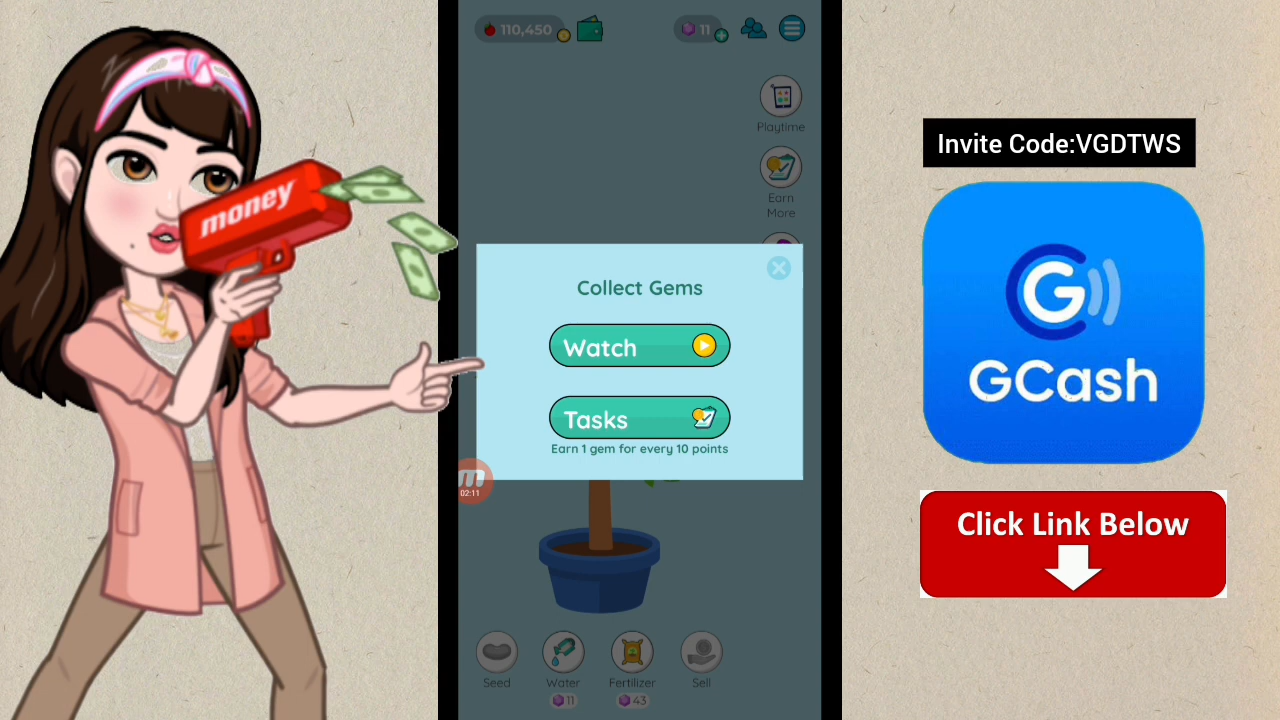 money
110,450
11
Playtime
Earn
More
Collect Gems
Watch
Tasks
Earn 1 gem for every 10 points
02:11
Seed
Water
Fertilizer
Sell
11
43
Invite Code:VGDTWS
G
GCash
Click Link Below